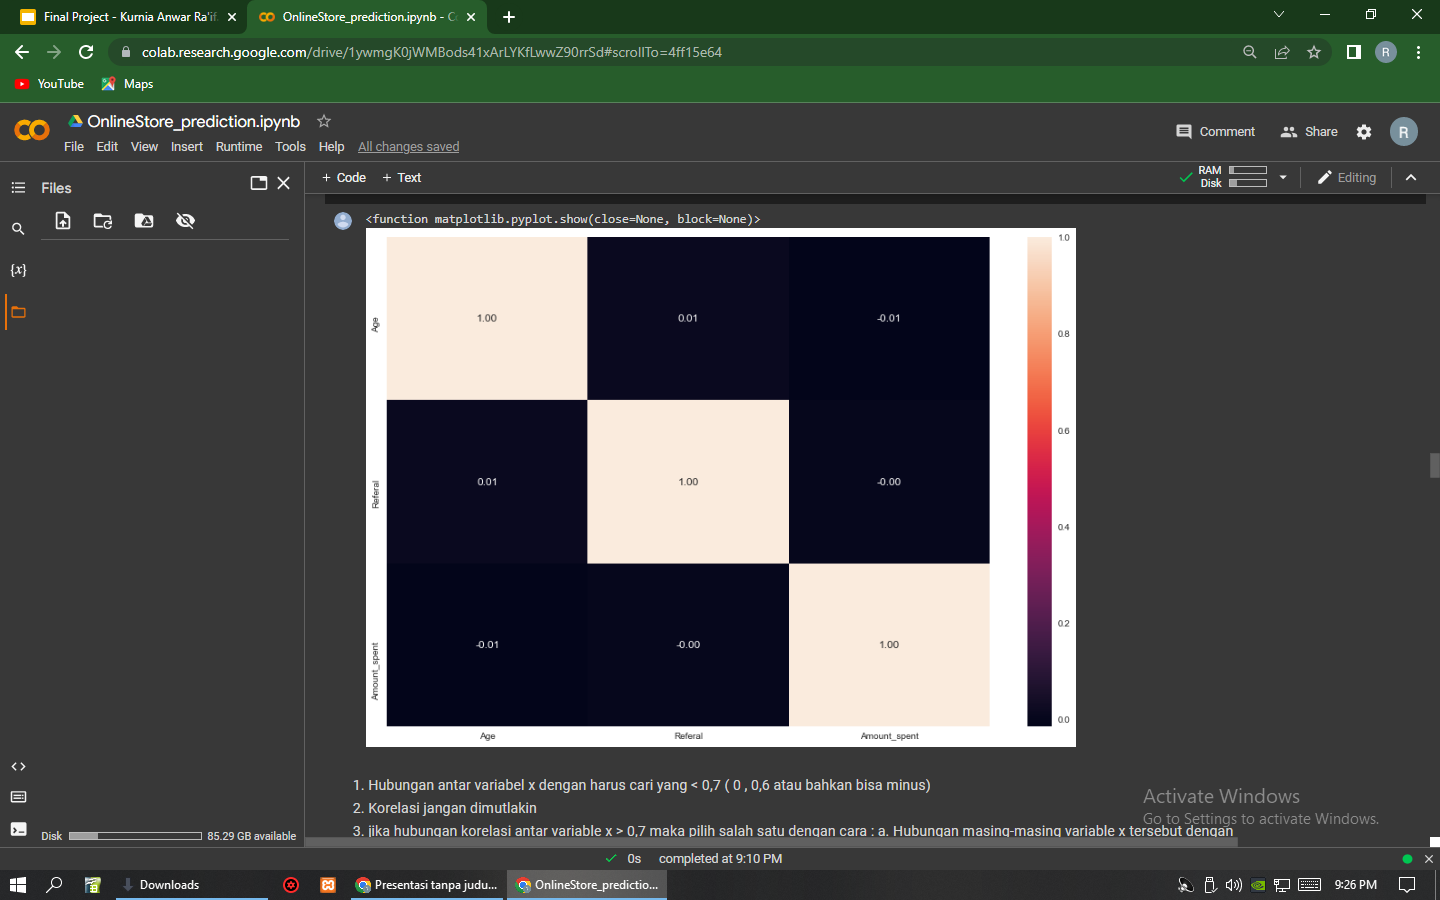 Final Project - Kurnia Anwar Ra'if
OnlineStore_prediction.ipynb - Co
colab.research.google.com/drive/1ywmgK0jWMBods41xArLYKfLwwZ90rrSd#scrollTo=4ff15e64
R
YouTube
Maps
OnlineStore_prediction.ipynb
Comment
Share
R
File Edit View Insert Runtime Tools Help All changes saved
Files
+ Code + Text
RAM
Disk
Editing
<function matplotlib.pyplot.show(close=None, block=None)>
{x}
Age
1.00
0.01
-0.01
Referal
0.01
1.00
-0.00
Amount_spent
-0.01
-0.00
1.00
Age
Referal
Amount_spent
1.0
0.8
0.6
0.4
0.2
0.0
1. Hubungan antar variabel x dengan harus cari yang < 0,7 ( 0 , 0,6 atau bahkan bisa minus)
2. Korelasi jangan dimutlakin
3. jika hubungan korelasi antar variable x > 0,7 maka pilih salah satu dengan cara : a. Hubungan masing-masing variable x tersebut dengan
Activate Windows
Go to Settings to activate Windows.
Disk
85.29 GB available
0s completed at 9:10 PM
Downloads
Presentasi tanpa judu...
OnlineStore_predictio...
9:26 PM